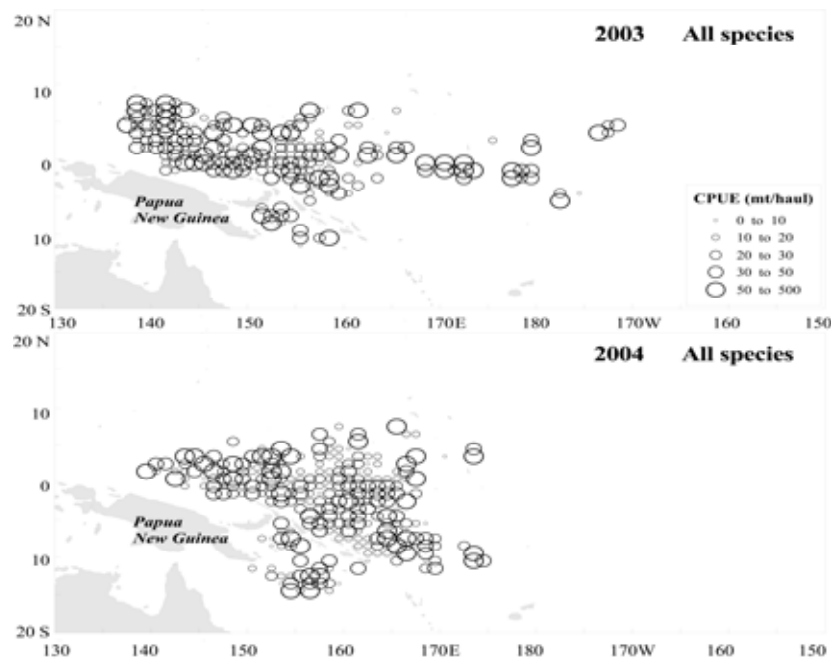 20 N
2003 All species
10
0
Papua
New Guinea
CPUE (mt/haul)
0 to 10
10 to 20
20 to 30
30 to 50
50 to 500
10
20 S
130 140 150 160 170E 180 170W 160 150
20 N
2004 All species
10
0
Papua
New Guinea
10
20 S
130 140 150 160 170E 180 170W 160 150